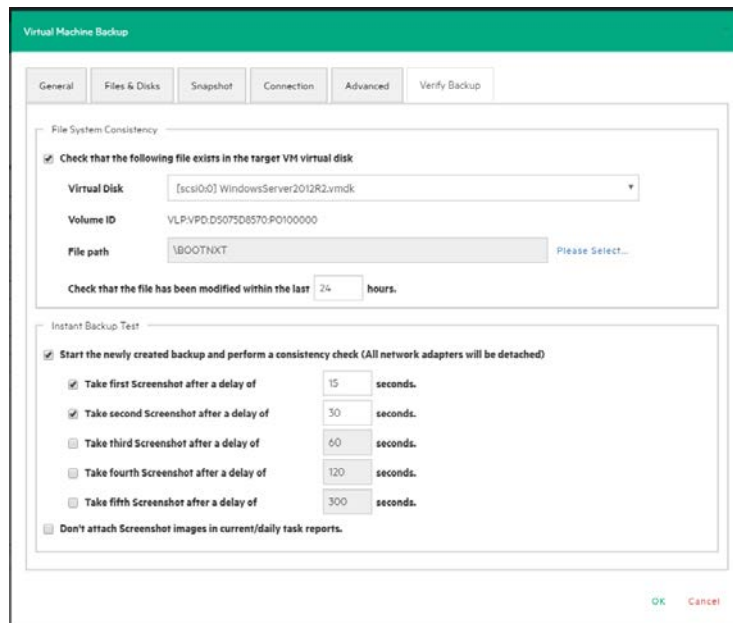 Virtual Machine Backup
General Files & Disks Snapshot Connection Advanced Verify Backup
File System Consistency
Check that the following file exists in the target VM virtual disk
Virtual Disk [scsi0:0] WindowsServer2012R2.vmdk
Volume ID VLP:VPD:DS075D8570:PO100000
File path \BOOTNXT Please Select...
Check that the file has been modified within the last 24 hours.
Instant Backup Test
Start the newly created backup and perform a consistency check (All network adapters will be detached)
Take first Screenshot after a delay of 15 seconds.
Take second Screenshot after a delay of 30 seconds.
Take third Screenshot after a delay of 60 seconds.
Take fourth Screenshot after a delay of 120 seconds.
Take fifth Screenshot after a delay of 300 seconds.
Don't attach Screenshot images in current/daily task reports.
OK Cancel